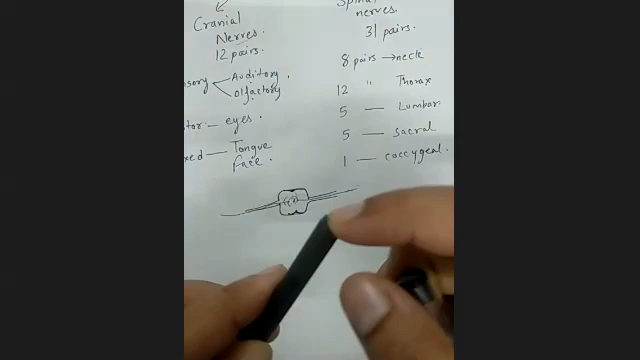 Cranial
Nerves
12 pairs.
Auditory
olfactory
eyes.
Tongue
face.
Spinal
nerves.
31 pairs.
8 pairs → neck
12 " Thorax
5 — Lumbar
5 — Sacral
1 — coccygeal.